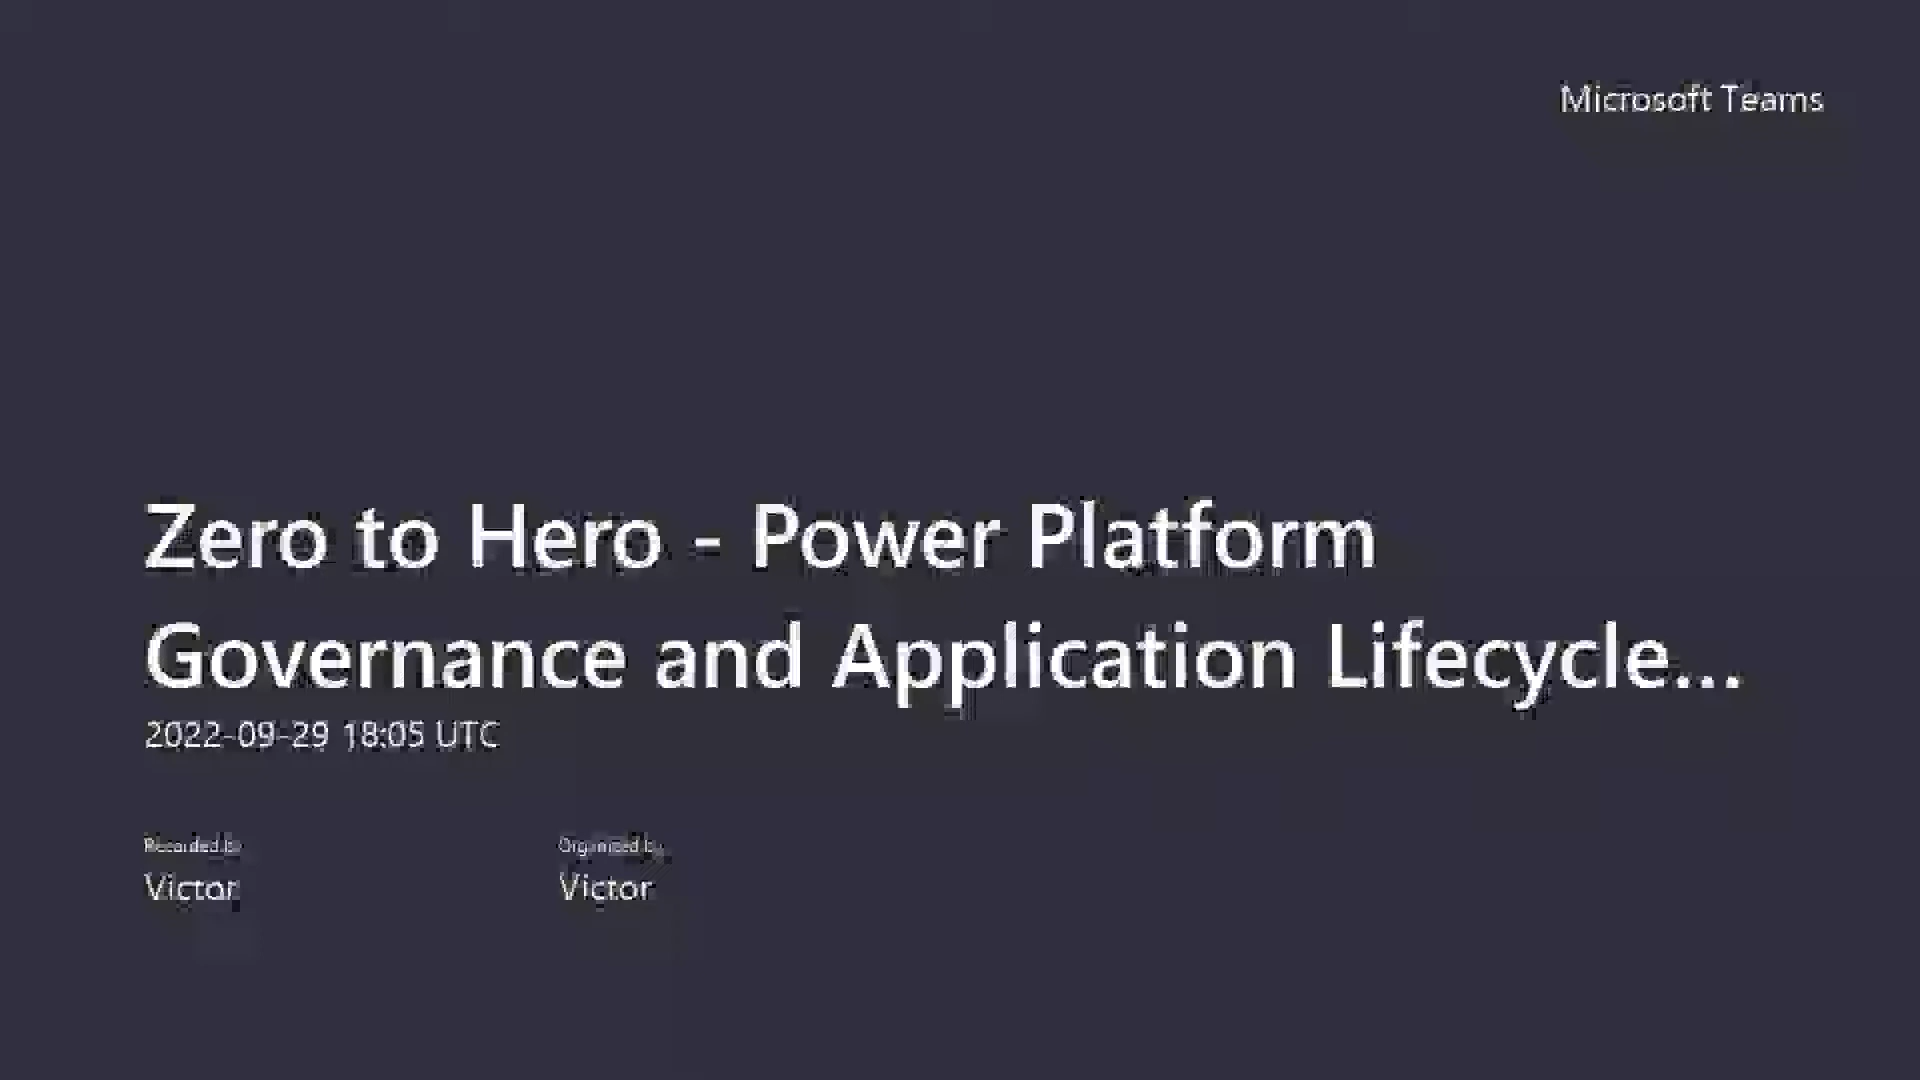 Microsoft Teams
Zero to Hero - Power Platform
Governance and Application Lifecycle...
2022-09-29 18:05 UTC
Recorded by
Organized by
Victor
Victor